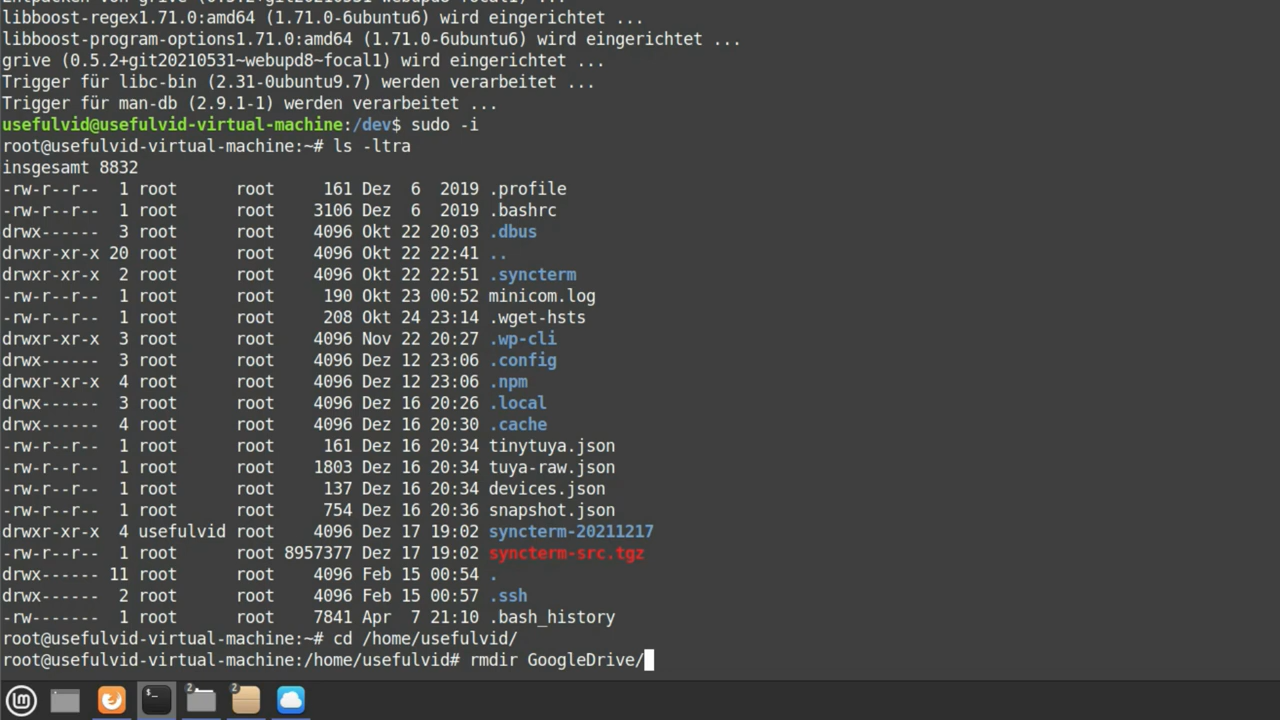 libboost-regex1.71.0:amd64 (1.71.0-6ubuntu6) wird eingerichtet ...
libboost-program-options1.71.0:amd64 (1.71.0-6ubuntu6) wird eingerichtet ...
grive (0.5.2+git20210531~webupd8~focal1) wird eingerichtet ...
Trigger für libc-bin (2.31-0ubuntu9.7) werden verarbeitet ...
Trigger für man-db (2.9.1-1) werden verarbeitet ...
usefulvid@usefulvid-virtual-machine:/dev$ sudo -i
root@usefulvid-virtual-machine:~# ls -ltra
insgesamt 8832
-rw-r--r--  1 root      root     161 Dez  6  2019 .profile
-rw-r--r--  1 root      root    3106 Dez  6  2019 .bashrc
drwx------  3 root      root    4096 Okt 22 20:03 .dbus
drwxr-xr-x 20 root      root    4096 Okt 22 22:41 ..
drwxr-xr-x  2 root      root    4096 Okt 22 22:51 .syncterm
-rw-r--r--  1 root      root     190 Okt 23 00:52 minicom.log
-rw-r--r--  1 root      root     208 Okt 24 23:14 .wget-hsts
drwxr-xr-x  3 root      root    4096 Nov 22 20:27 .wp-cli
drwx------  3 root      root    4096 Dez 12 23:06 .config
drwxr-xr-x  4 root      root    4096 Dez 12 23:06 .npm
drwx------  3 root      root    4096 Dez 16 20:26 .local
drwx------  4 root      root    4096 Dez 16 20:30 .cache
-rw-r--r--  1 root      root     161 Dez 16 20:34 tinytuya.json
-rw-r--r--  1 root      root    1803 Dez 16 20:34 tuya-raw.json
-rw-r--r--  1 root      root     137 Dez 16 20:34 devices.json
-rw-r--r--  1 root      root     754 Dez 16 20:36 snapshot.json
drwxr-xr-x  4 usefulvid root    4096 Dez 17 19:02 syncterm-20211217
-rw-r--r--  1 root      root 8957377 Dez 17 19:02 syncterm-src.tgz
drwx------ 11 root      root    4096 Feb 15 00:54 .
drwx------  2 root      root    4096 Feb 15 00:57 .ssh
-rw-------  1 root      root    7841 Apr  7 21:10 .bash_history
root@usefulvid-virtual-machine:~# cd /home/usefulvid/
root@usefulvid-virtual-machine:/home/usefulvid# rmdir GoogleDrive/
2 2